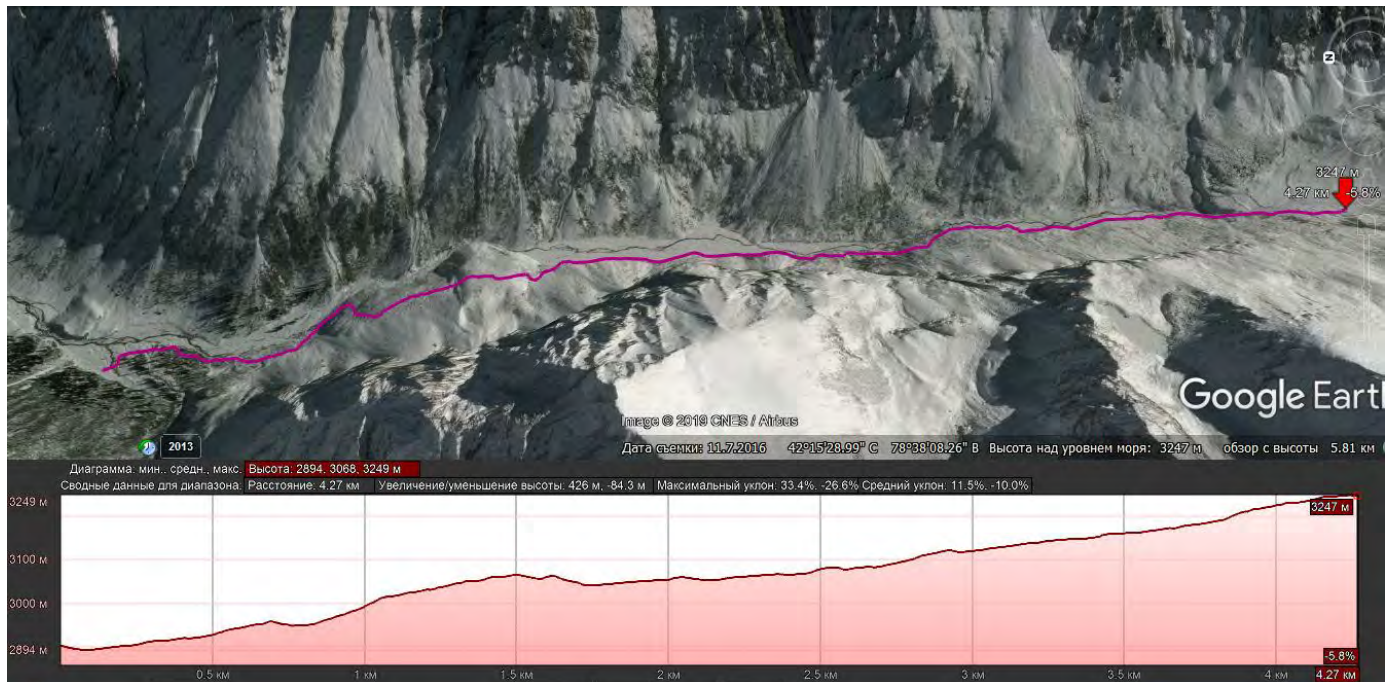 N
3247 м
4.27 км -5.8%
Google Earth
Image © 2019 CNES / Airbus
2013
Дата съемки: 11.7.2016 42°15'28.99" С 78°38'08.26" В Высота над уровнем моря: 3247 м обзор с высоты 5.81 км
Диаграмма: мин., средн., макс. Высота: 2894, 3068, 3249 м
Сводные данные для диапазона: Расстояние: 4.27 км Увеличение/уменьшение высоты: 426 м, -84.3 м Максимальный уклон: 33.4%, -26.6% Средний уклон: 11.5%, -10.0%
3249 м
3247 м
3100 м
3000 м
2894 м
-5.8%
0.5 км 1 км 1.5 км 2 км 2.5 км 3 км 3.5 км 4 км 4.27 км